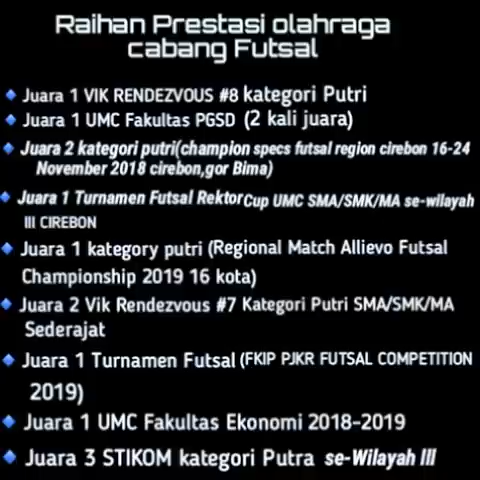 Raihan Prestasi olahraga
cabang Futsal
Juara 1 VIK RENDEZVOUS #8 kategori Putri
Juara 1 UMC Fakultas PGSD (2 kali juara)
Juara 2 kategori putri(champion specs futsal region cirebon 16-24
November 2018 cirebon,gor Bima)
Juara 1 Turnamen Futsal Rektor Cup UMC SMA/SMK/MA se-wilayah
III CIREBON
Juara 1 kategory putri (Regional Match Allievo Futsal
Championship 2019 16 kota)
Juara 2 Vik Rendezvous #7 Kategori Putri SMA/SMK/MA
Sederajat
Juara 1 Turnamen Futsal (FKIP PJKR FUTSAL COMPETITION
2019)
Juara 1 UMC Fakultas Ekonomi 2018-2019
Juara 3 STIKOM kategori Putra se-Wilayah III